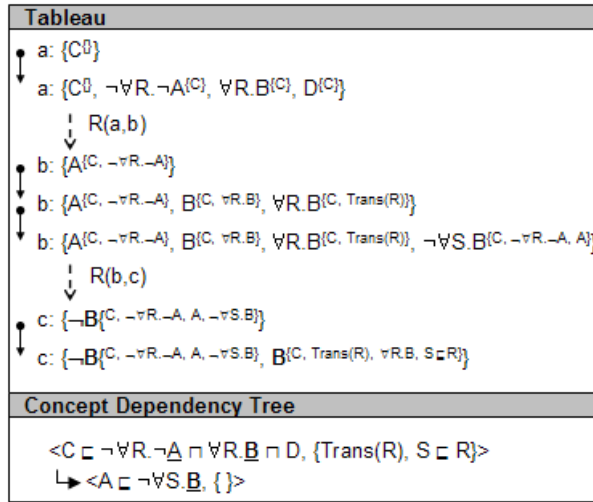 Tableau
a: {C^{}}
a: {C^{}, ¬∀R.¬A^{C}, ∀R.B^{C}, D^{C}}
R(a,b)
b: {A^{C, ¬∀R.¬A}}
b: {A^{C, ¬∀R.¬A}, B^{C, ∀R.B}, ∀R.B^{C, Trans(R)}}
b: {A^{C, ¬∀R.¬A}, B^{C, ∀R.B}, ∀R.B^{C, Trans(R)}, ¬∀S.B^{C, ¬∀R.¬A, A}}
R(b,c)
c: {¬B{^C, ¬∀R.¬A, A, ¬∀S.B}}
c: {¬B{^C, ¬∀R.¬A, A, ¬∀S.B}, B^{C, Trans(R), ∀R.B, S⊑R}}
Concept Dependency Tree
<C ⊑ ¬∀R.¬A ⊓ ∀R.B ⊓ D, {Trans(R), S ⊑ R}>
<A ⊑ ¬∀S.B, { }>